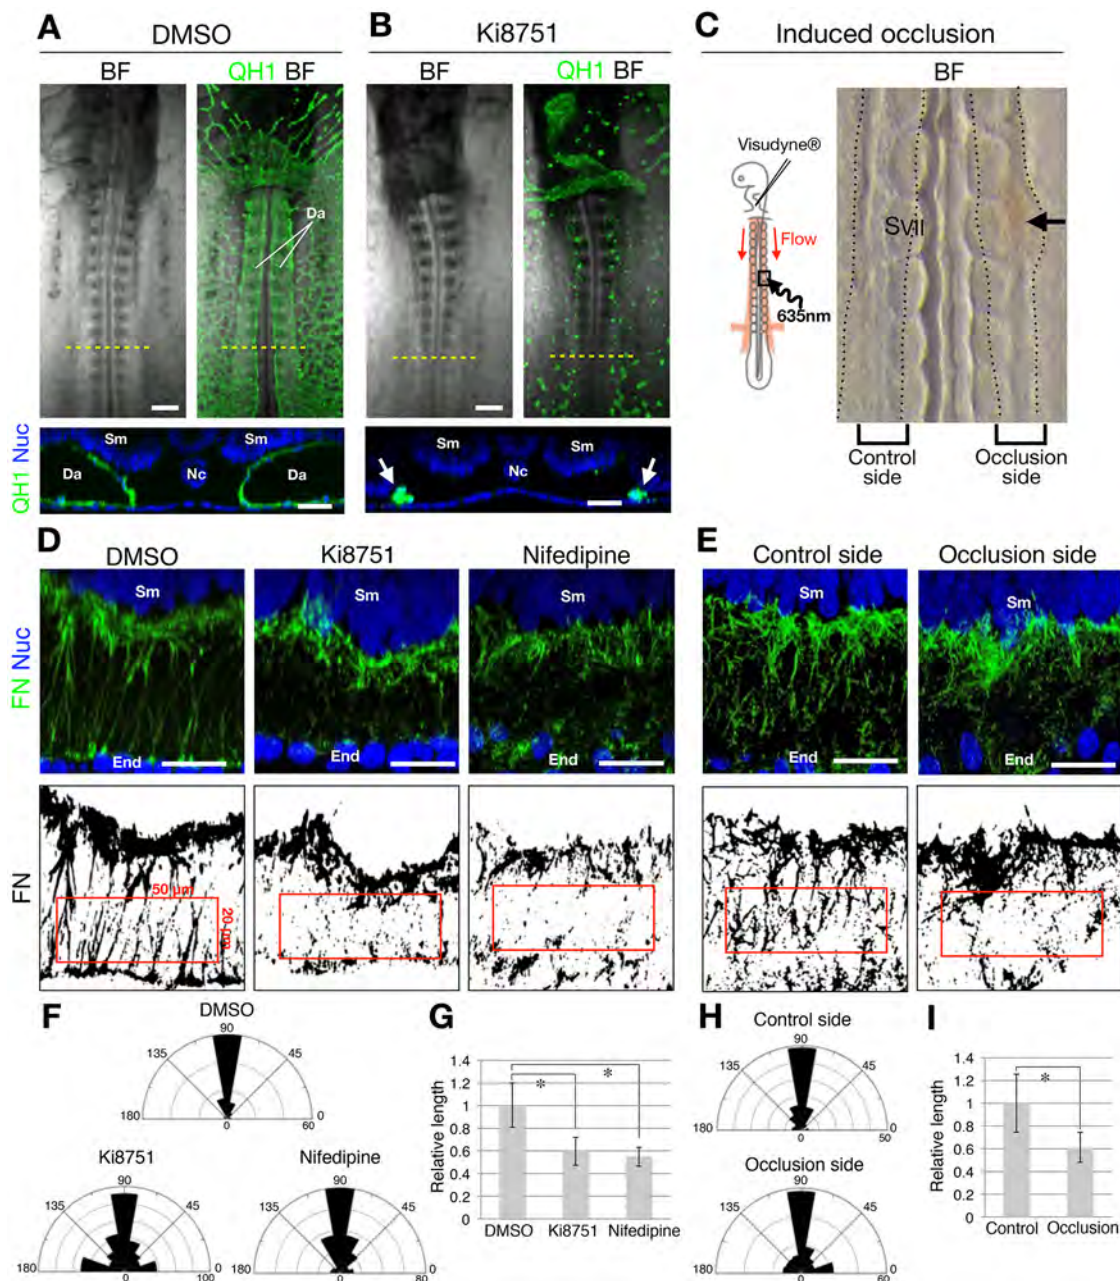 A
DMSO
BF
QH1 BF
Da
QH1 Nuc
Sm
Sm
Da
Nc
Da
B
Ki8751
BF
QH1 BF
Sm
Nc
C
Induced occlusion
BF
Visudyne®
Flow
635nm
SVII
Control side
Occlusion side
D
DMSO
Ki8751
Nifedipine
FN Nuc
Sm
Sm
Sm
End
End
End
FN
50 µm
20 µm
E
Control side
Occlusion side
Sm
Sm
End
End
F
DMSO
90
135
45
180
0
0
60
Ki8751
90
135
45
180
0
0
100
Nifedipine
90
135
45
180
0
0
80
G
Relative length
1.4
1.2
1
0.8
0.6
0.4
0.2
0
*
*
DMSO
Ki8751
Nifedipine
H
Control side
90
135
45
180
0
0
50
Occlusion side
90
135
45
180
0
0
60
I
Relative length
1.4
1.2
1
0.8
0.6
0.4
0.2
0
*
Control
Occlusion